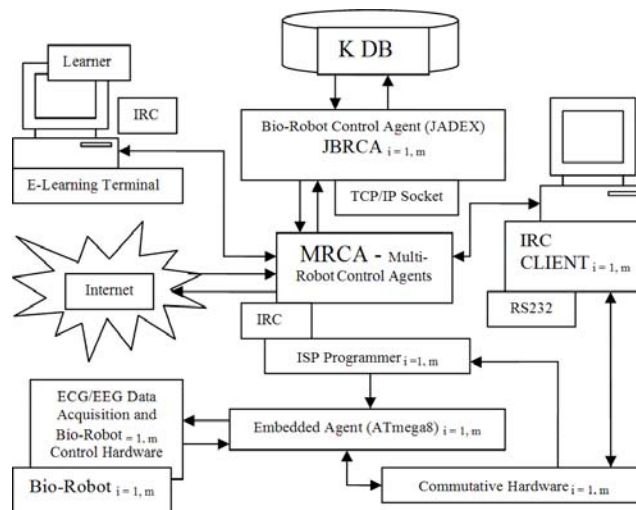 K DB
Learner
IRC
E-Learning Terminal
Bio-Robot Control Agent (JADEX)
JBRCA i = 1, m
TCP/IP Socket
MRCA - Multi-
Robot Control Agents
IRC
IRC
CLIENT i = 1, m
RS232
Internet
ISP Programmer i =1, m
ECG/EEG Data
Acquisition and
Bio-Robot = 1, m
Control Hardware
Bio-Robot i = 1, m
Embedded Agent (ATmega8) i = 1, m
Commutative Hardware i = 1, m